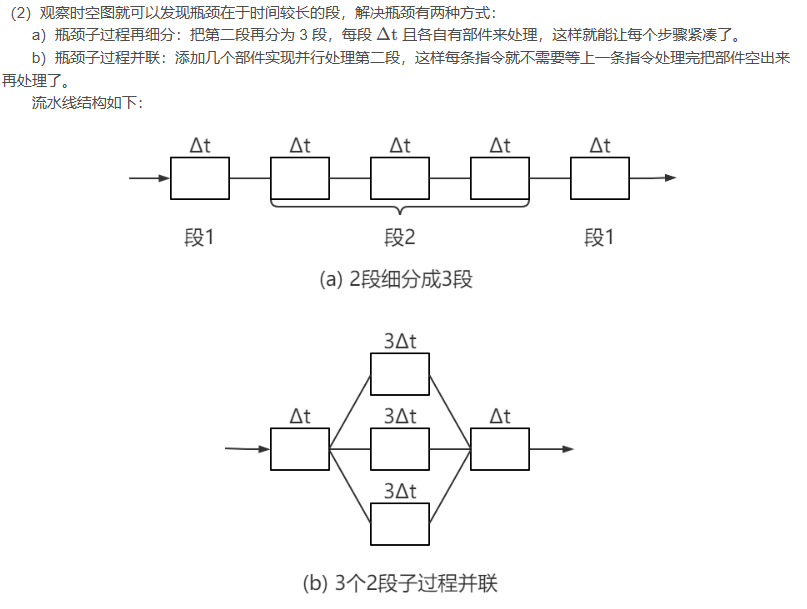 （2）观察时空图就可以发现瓶颈在于时间较长的段，解决瓶颈有两种方式：
a）瓶颈子过程再细分：把第二段再分为 3 段，每段 Δt 且各自有部件来处理，这样就能让每个步骤紧凑了。
b）瓶颈子过程并联：添加几个部件实现并行处理第二段，这样每条指令就不需要等上一条指令处理完把部件空出来
再处理了。
流水线结构如下：
Δt Δt Δt Δt Δt
段1 段2 段1
(a) 2段细分成3段
3Δt
Δt 3Δt Δt
3Δt
(b) 3个2段子过程并联